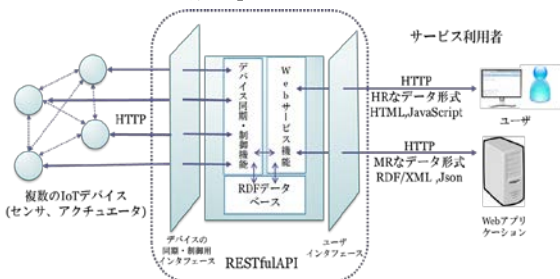 サービス利用者
HTTP
デバイス同期・制御機能
Webサービス機能
RDFデータ
ベース
HTTP
HRなデータ形式
HTML,JavaScript
ユーザ
HTTP
MRなデータ形式
RDF/XML ,Json
Webアプリ
ケーション
複数のIoTデバイス
(センサ、アクチュエータ)
デバイスの
同期・制御用
インタフェース
RESTfulAPI
ユーザ
インタフェース